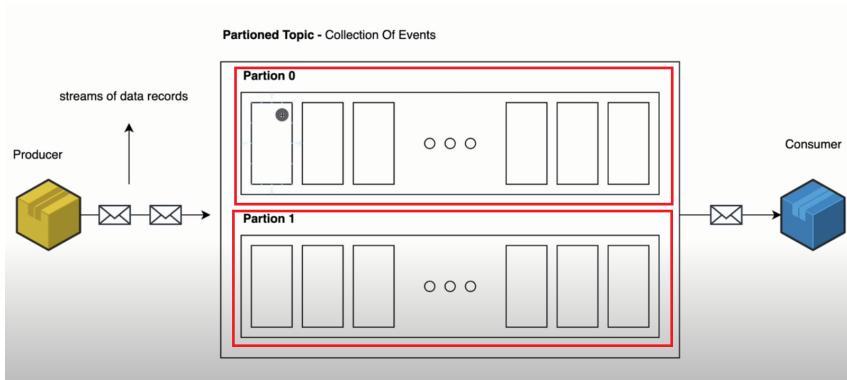 Partioned Topic - Collection Of Events
Partion 0
streams of data records
Producer
Consumer
Partion 1